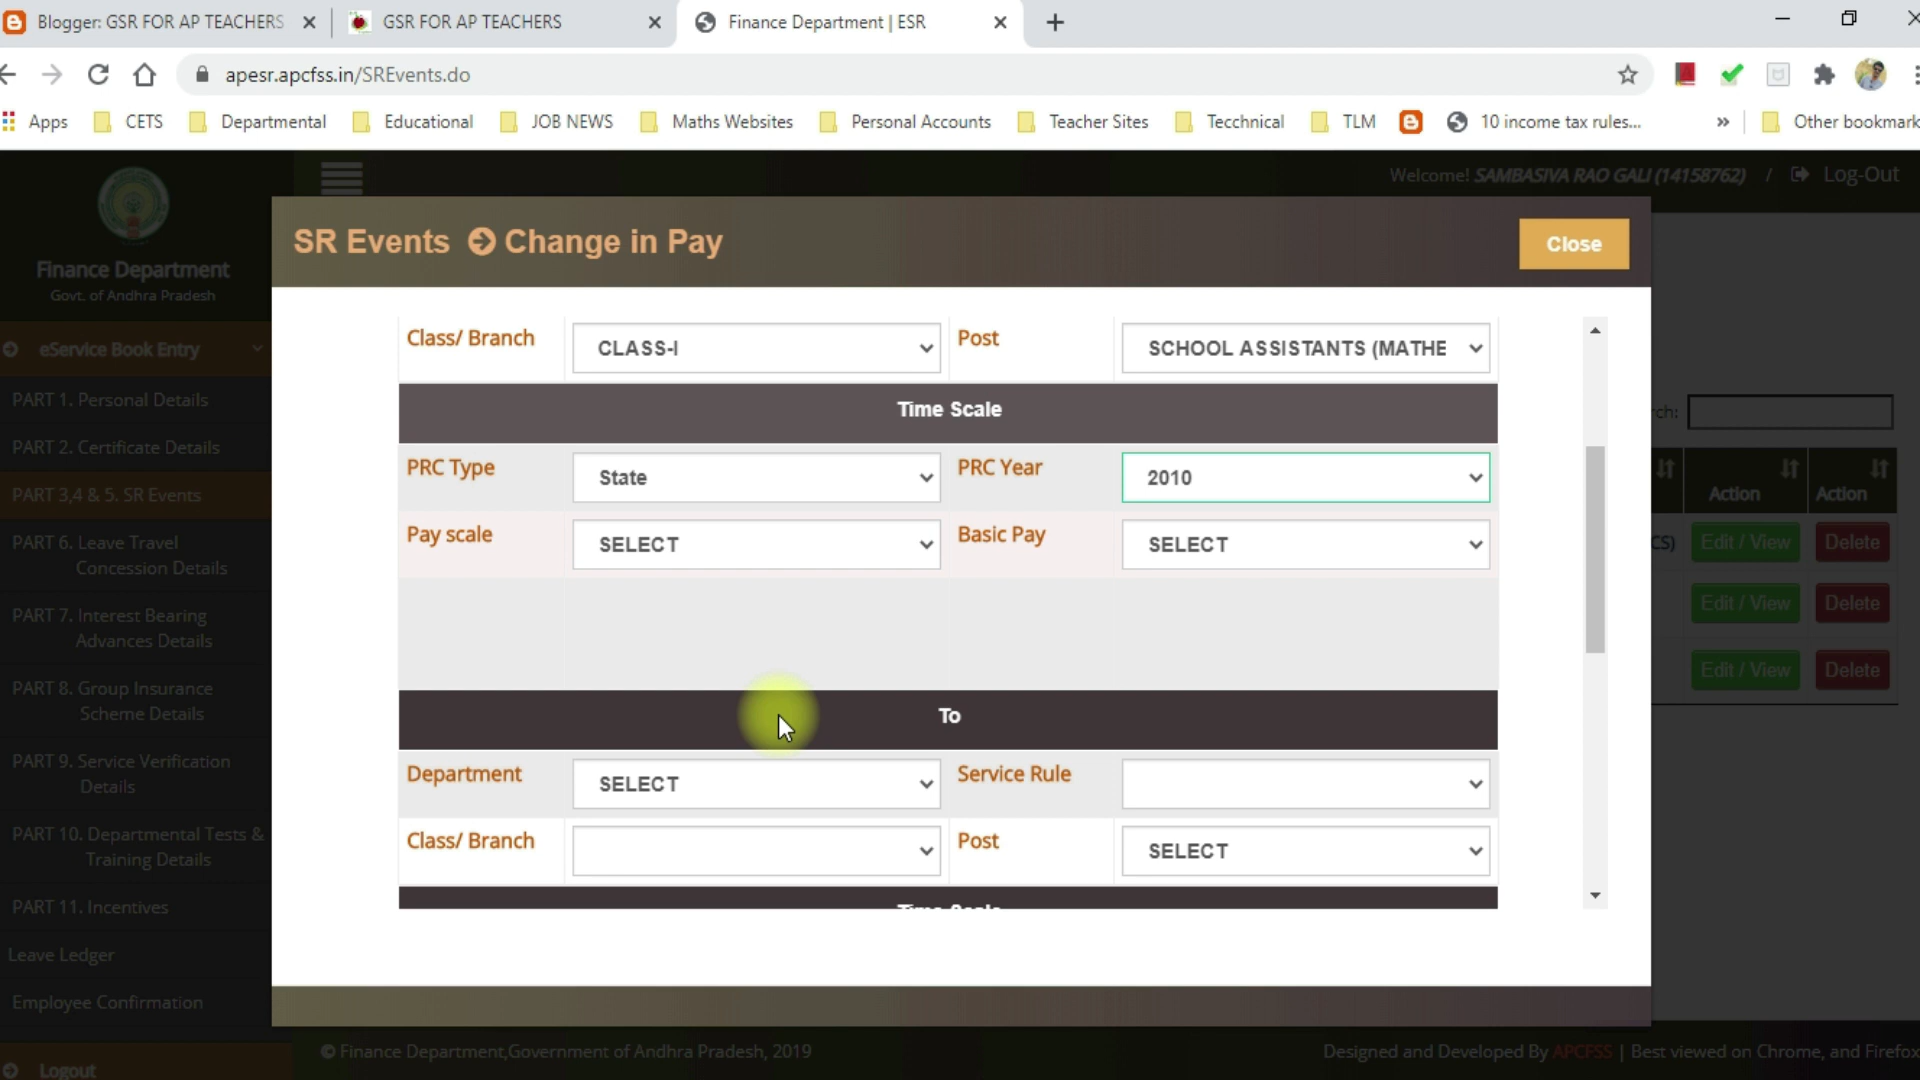 Blogger: GSR FOR AP TEACHERS
GSR FOR AP TEACHERS
Finance Department | ESR
apesr.apcfss.in/SREvents.do
Apps
CETS
Departmental
Educational
JOB NEWS
Maths Websites
Personal Accounts
Teacher Sites
Tecchnical
TLM
10 income tax rules...
»
Other bookmark
Welcome! SAMBASIVA RAO GALI (14158762) / Log-Out
Finance Department
Govt. of Andhra Pradesh
eService Book Entry
PART 1. Personal Details
PART 2. Certificate Details
PART 3,4 & 5. SR Events
PART 6. Leave Travel
Concession Details
PART 7. Interest Bearing
Advances Details
PART 8. Group Insurance
Scheme Details
PART 9. Service Verification
Details
PART 10. Departmental Tests &
Training Details
PART 11. Incentives
Leave Ledger
Employee Confirmation
Logout
SR Events Change in Pay
Close
Class/ Branch
CLASS-I
Post
SCHOOL ASSISTANTS (MATHE
Time Scale
PRC Type
State
PRC Year
2010
Pay scale
SELECT
Basic Pay
SELECT
To
Department
SELECT
Service Rule
Class/ Branch
Post
SELECT
Time Scale
rch:
Action
Action
CS)
Edit / View
Delete
Edit / View
Delete
Edit / View
Delete
© Finance Department,Government of Andhra Pradesh, 2019
Designed and Developed By APCFSS | Best viewed on Chrome, and Firefox